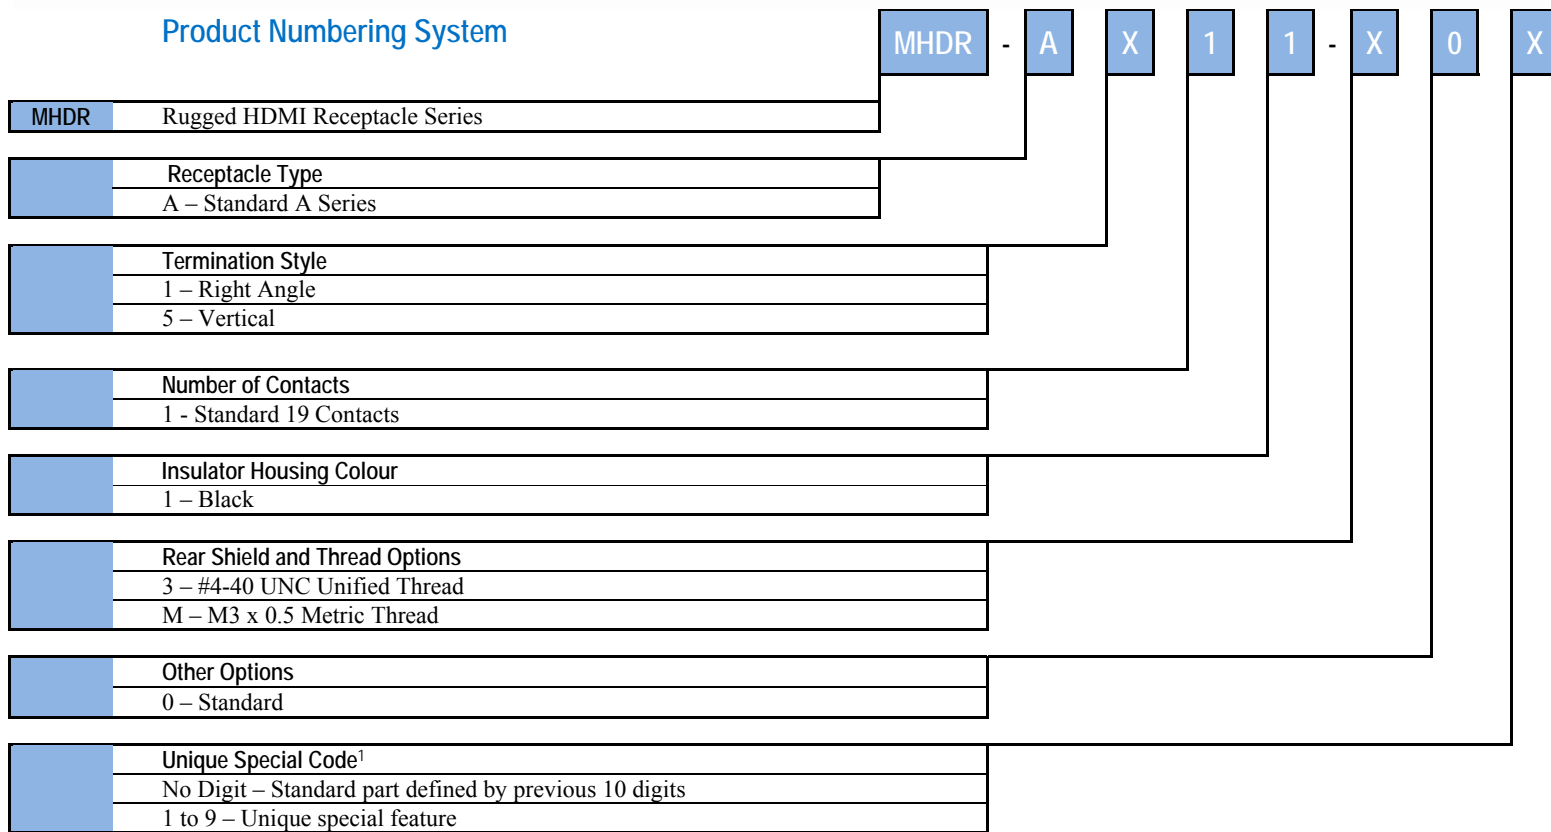 Product Numbering System
MHDR - A X 1 1 - X 0 X
MHDR Rugged HDMI Receptacle Series
Receptacle Type
A – Standard A Series
Termination Style
1 – Right Angle
5 – Vertical
Number of Contacts
1 - Standard 19 Contacts
Insulator Housing Colour
1 – Black
Rear Shield and Thread Options
3 – #4-40 UNC Unified Thread
M – M3 x 0.5 Metric Thread
Other Options
0 – Standard
Unique Special Code¹
No Digit – Standard part defined by previous 10 digits
1 to 9 – Unique special feature